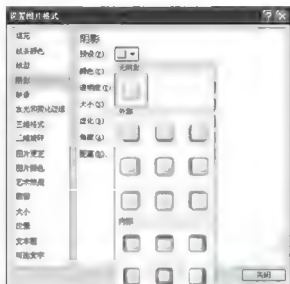 设置图片格式
填充
线条颜色
线型
阴影
映像
发光和柔化边缘
三维格式
三维旋转
图片更正
图片颜色
艺术效果
裁剪
大小
位置
文本框
可选文字
阴影
预设(P)
颜色(C)
透明度(T)
大小(S)
虚化(B)
角度(A)
距离(D)
无阴影
外部
内部
关闭